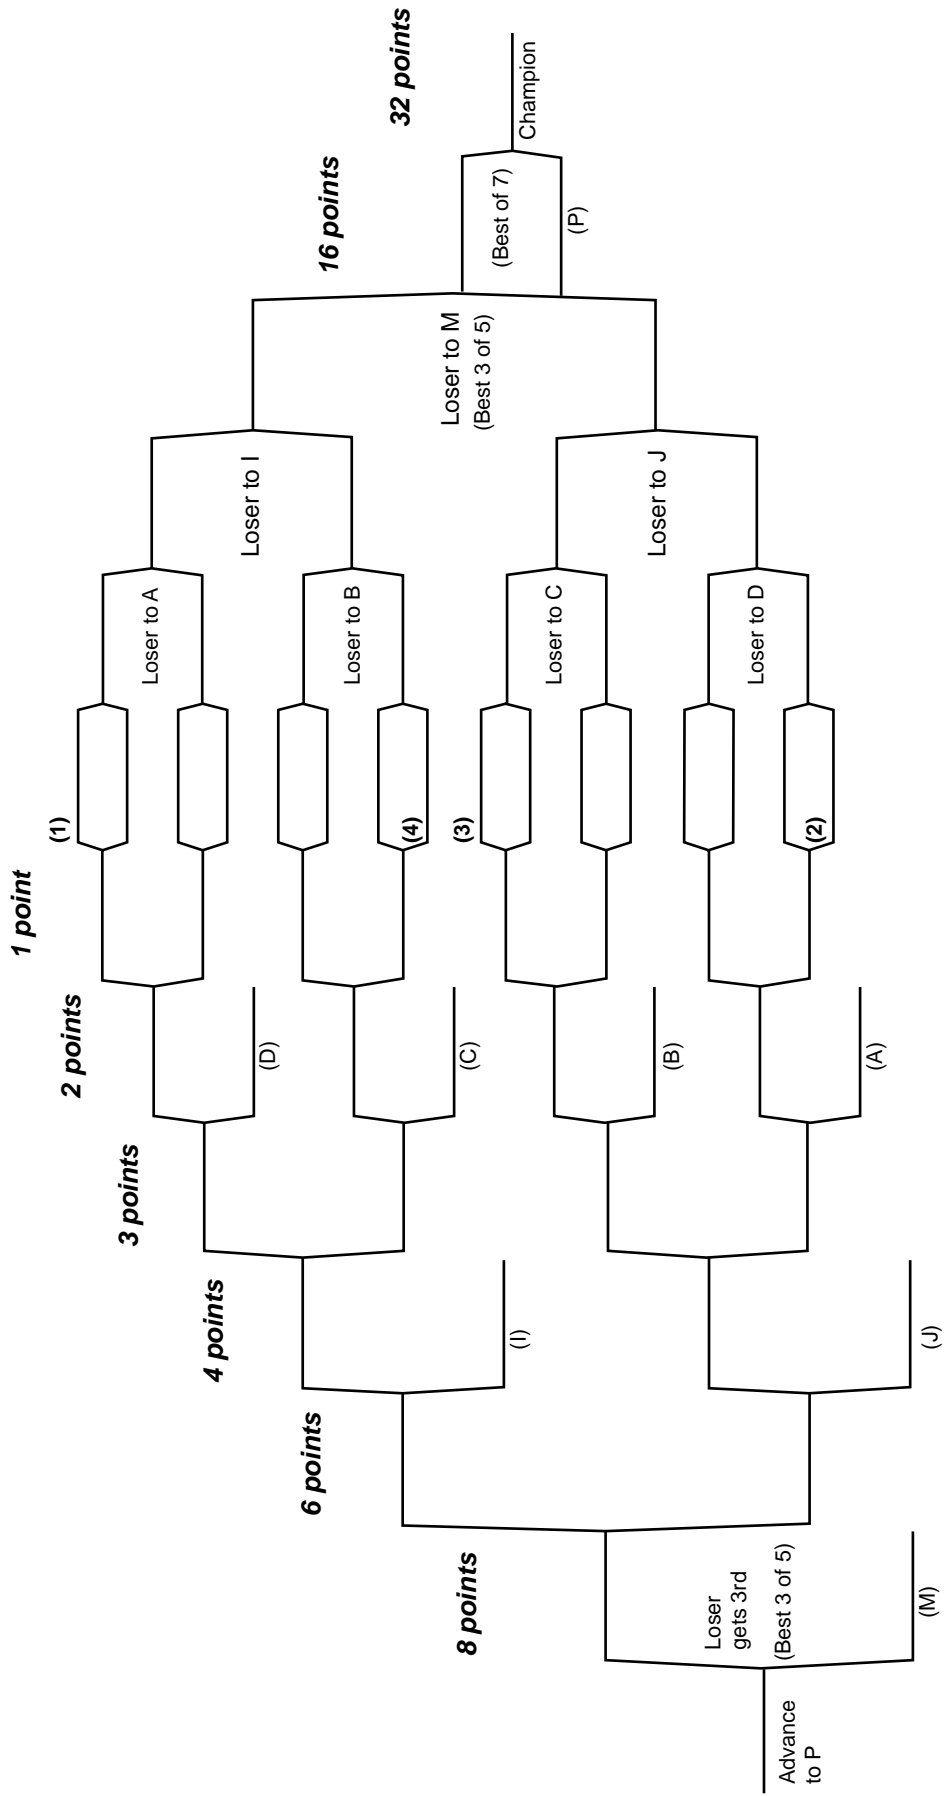 32 points
16 points
Champion
(Best of 7)
(P)
Loser to M
(Best 3 of 5)
Loser to I
Loser to J
Loser to A
Loser to B
Loser to C
Loser to D
(1)
(4)
(3)
(2)
1 point
2 points
(D)
(C)
(B)
(A)
3 points
4 points
(I)
(J)
6 points
8 points
Loser
gets 3rd
(Best 3 of 5)
(M)
Advance
to P